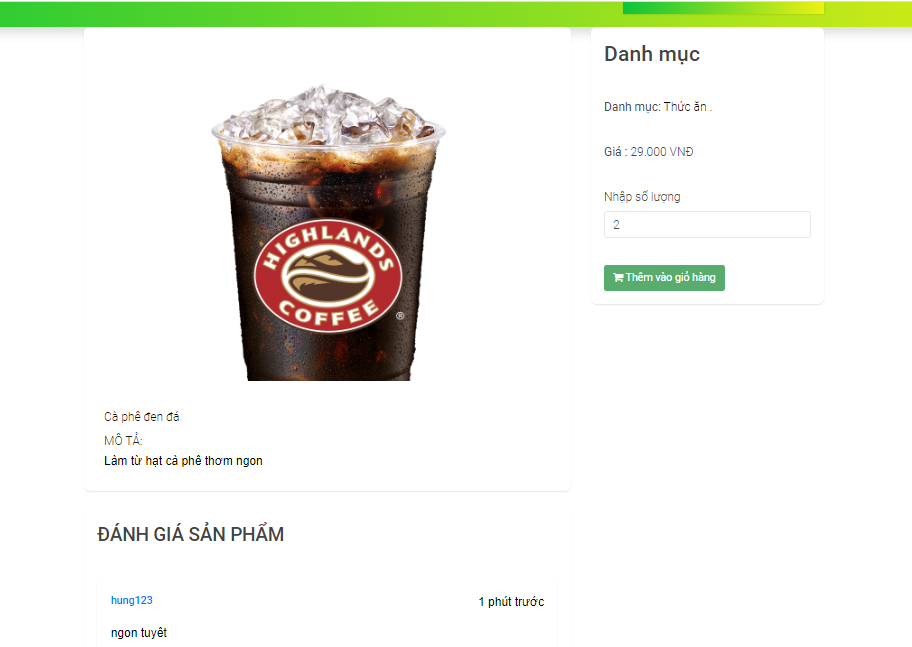 HIGHLANDS
COFFEE
®
Cà phê đen đá
MÔ TẢ:
Làm từ hạt cà phê thơm ngon
ĐÁNH GIÁ SẢN PHẨM
hung123
1 phút trước
ngon tuyêt
Danh mục
Danh mục: Thức ăn .
Giá : 29.000 VNĐ
Nhập số lượng
2
Thêm vào giỏ hàng